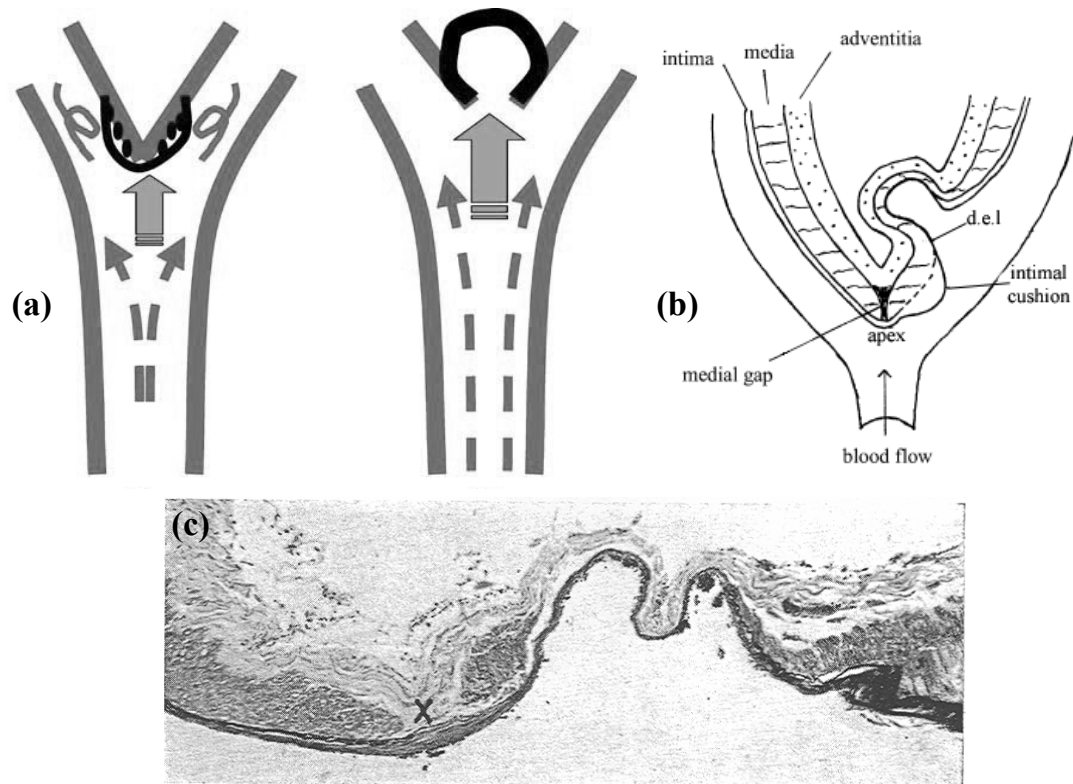 (a)
adventitia
media
intima
(b)
d.e.l
intimal
cushion
apex
medial gap
blood flow
(c)
X